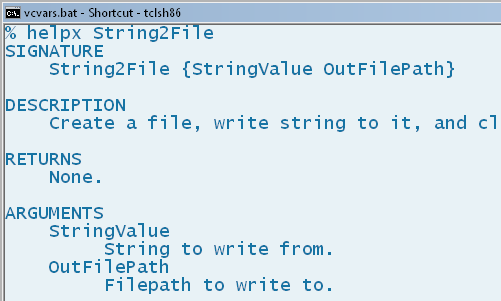 vcvars.bat - Shortcut - tclsh86
% helpx String2File
SIGNATURE
String2File {StringValue OutFilePath}
DESCRIPTION
Create a file, write string to it, and cl
RETURNS
None.
ARGUMENTS
StringValue
String to write from.
OutFilePath
Filepath to write to.